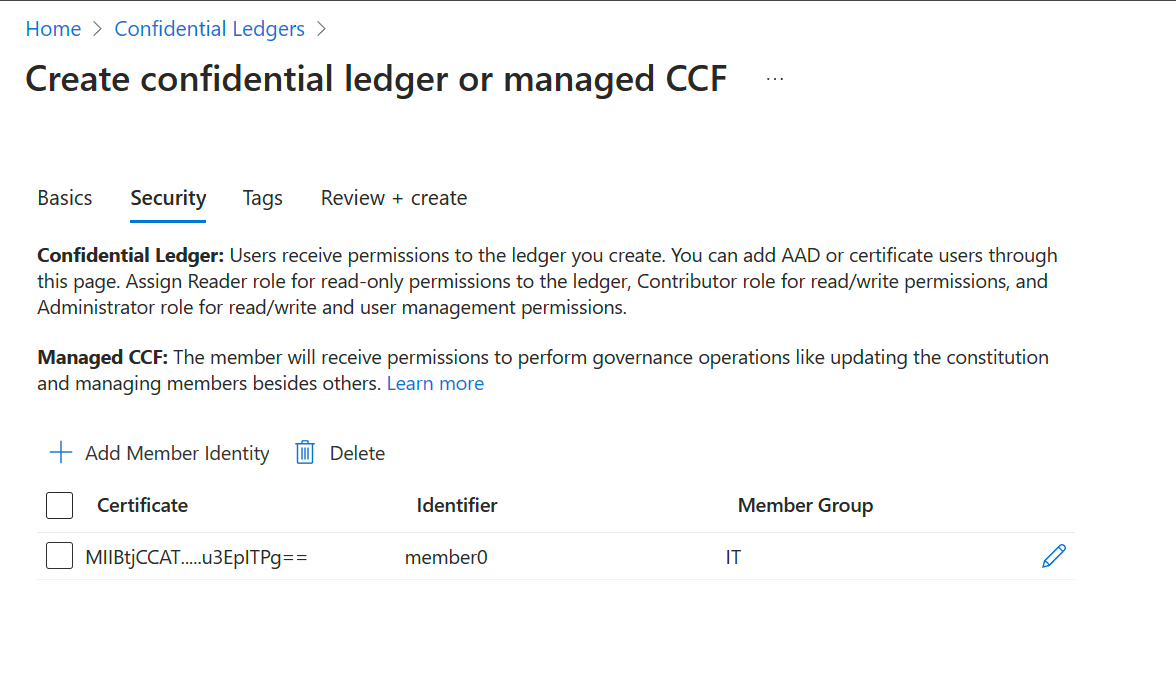 Home > Confidential Ledgers >
Create confidential ledger or managed CCF ...
Basics Security Tags Review + create
Confidential Ledger: Users receive permissions to the ledger you create. You can add AAD or certificate users through
this page. Assign Reader role for read-only permissions to the ledger, Contributor role for read/write permissions, and
Administrator role for read/write and user management permissions.
Managed CCF: The member will receive permissions to perform governance operations like updating the constitution
and managing members besides others. Learn more
Add Member Identity Delete
Certificate Identifier Member Group
MIIBtjCCAT.....u3EpITPg== member0 IT